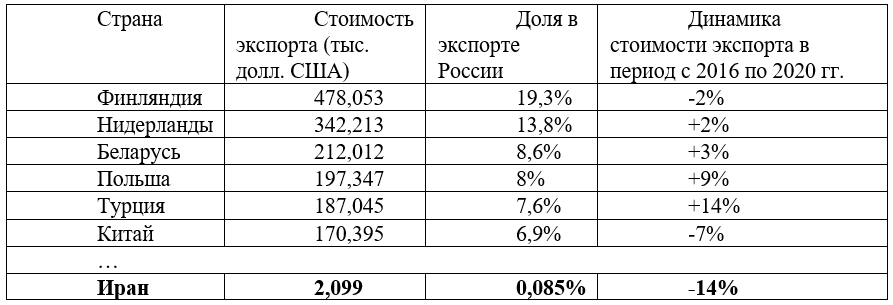 Страна Стоимость экспорта (тыс. долл. США) Доля в экспорте России Динамика стоимости экспорта в период с 2016 по 2020 гг.
Финляндия 478,053 19,3% -2%
Нидерланды 342,213 13,8% +2%
Беларусь 212,012 8,6% +3%
Польша 197,347 8% +9%
Турция 187,045 7,6% +14%
Китай 170,395 6,9% -7%
…
Иран 2,099 0,085% -14%